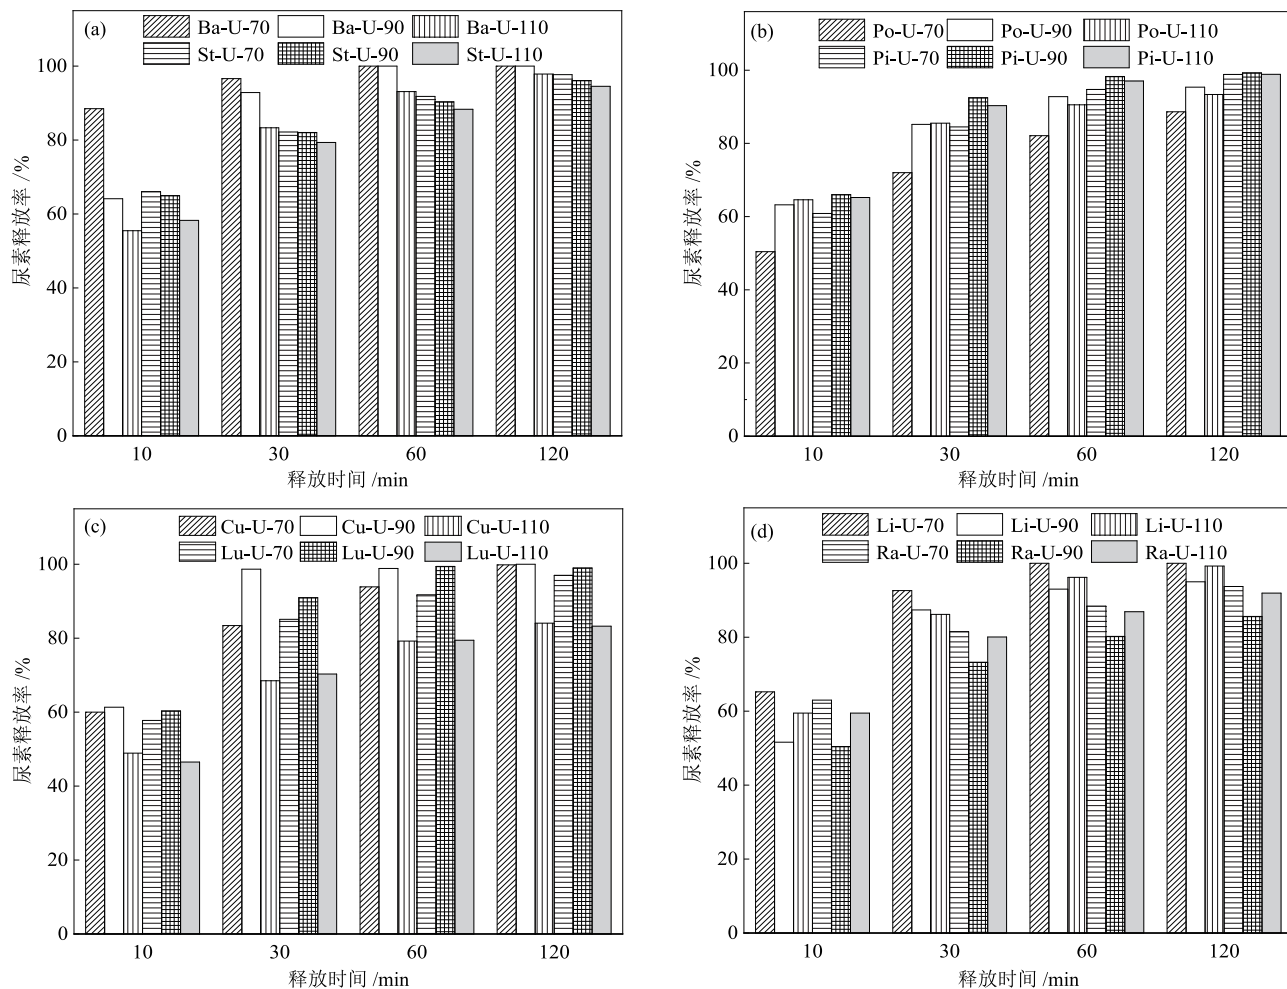 (a)
Ba-U-70 Ba-U-90 Ba-U-110
St-U-70 St-U-90 St-U-110
100
80
60
40
20
0
尿素释放率 /%
10 30 60 120
释放时间 /min
(b)
Po-U-70 Po-U-90 Po-U-110
Pi-U-70 Pi-U-90 Pi-U-110
100
80
60
40
20
0
尿素释放率 /%
10 30 60 120
释放时间 /min
(c)
Cu-U-70 Cu-U-90 Cu-U-110
Lu-U-70 Lu-U-90 Lu-U-110
100
80
60
40
20
0
尿素释放率 /%
10 30 60 120
释放时间 /min
(d)
Li-U-70 Li-U-90 Li-U-110
Ra-U-70 Ra-U-90 Ra-U-110
100
80
60
40
20
0
尿素释放率 /%
10 30 60 120
释放时间 /min